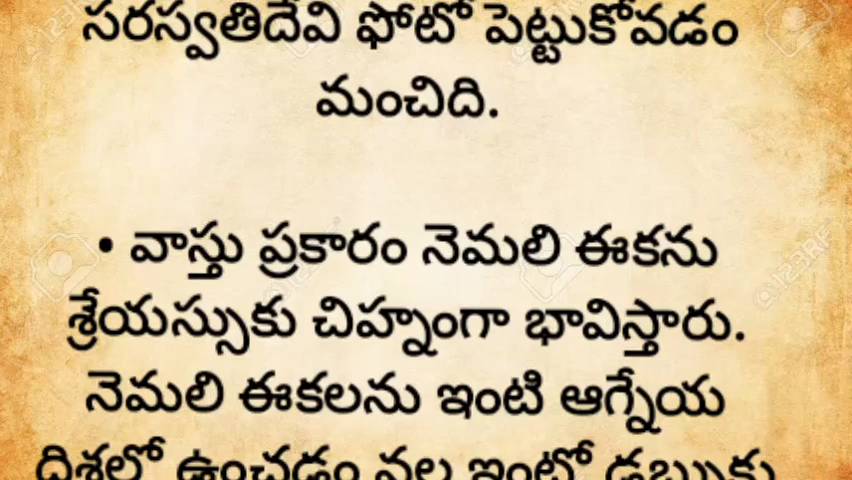 సరస్వతిదేవి ఫోటో పెట్టుకోవడం
మంచిది.
• వాస్తు ప్రకారం నెమలి ఈకను
శ్రేయస్సుకు చిహ్నంగా భావిస్తారు.
నెమలి ఈకలను ఇంటి ఆగ్నేయ
దిశలో ఉంచడం వల్ల ఇంట్లో డబ్బుకు